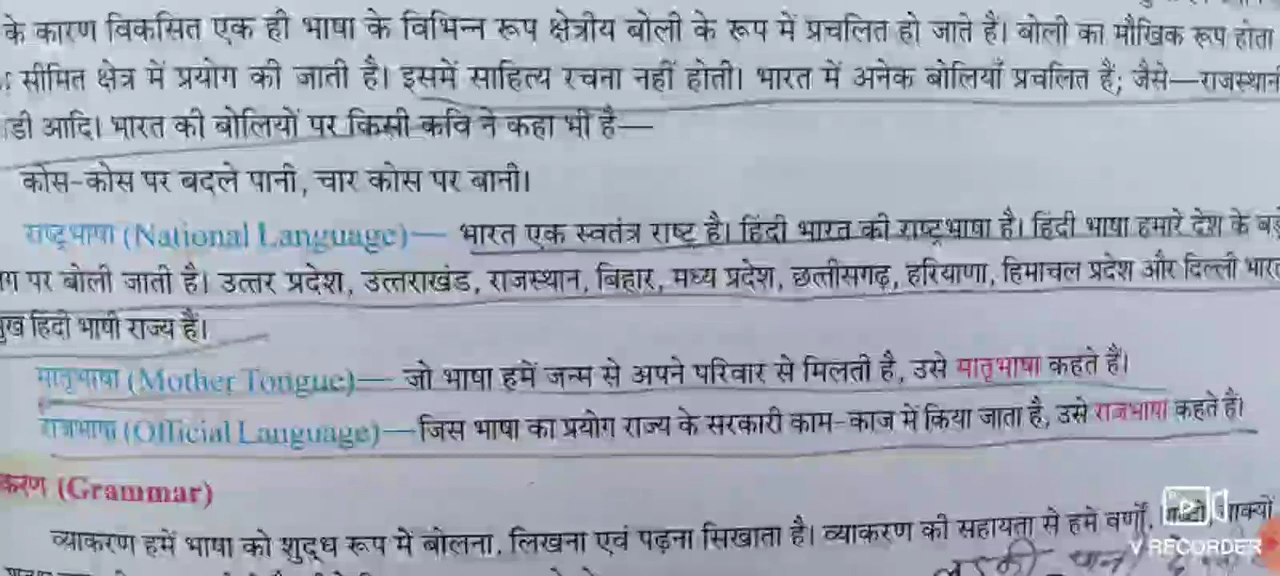 के कारण विकसित एक ही भाषा के विभिन्न रूप क्षेत्रीय बोली के रूप में प्रचलित हो जाते हैं। बोली का मौखिक रूप होता
सीमित क्षेत्र में प्रयोग की जाती है। इसमें साहित्य रचना नहीं होती। भारत में अनेक बोलियाँ प्रचलित हैं; जैसे—राजस्थान
डी आदि। भारत की बोलियों पर किसी कवि ने कहा भी है—
कोस-कोस पर बदले पानी, चार कोस पर बानी।
राष्ट्रभाषा (National Language)— भारत एक स्वतंत्र राष्ट्र है। हिंदी भारत की राष्ट्रभाषा है। हिंदी भाषा हमारे देश के
पर बोली जाती है। उत्तर प्रदेश, उत्तराखंड, राजस्थान, बिहार, मध्य प्रदेश, छत्तीसगढ़, हरियाणा, हिमाचल प्रदेश और दिल्ली भारत
हिंदी भाषी राज्य हैं।
मातृभाषा (Mother Tongue)— जो भाषा हमें जन्म से अपने परिवार से मिलती है, उसे मातृभाषा कहते हैं।
राजभाषा (Official Language)—जिस भाषा का प्रयोग राज्य के सरकारी काम-काज में किया जाता है, उसे राजभाषा कहते हैं।
करण (Grammar)
व्याकरण हमें भाषा को शुद्ध रूप में बोलना, लिखना एवं पढ़ना सिखाता है। व्याकरण की सहायता से हमें वर्णों,
V RECORDER